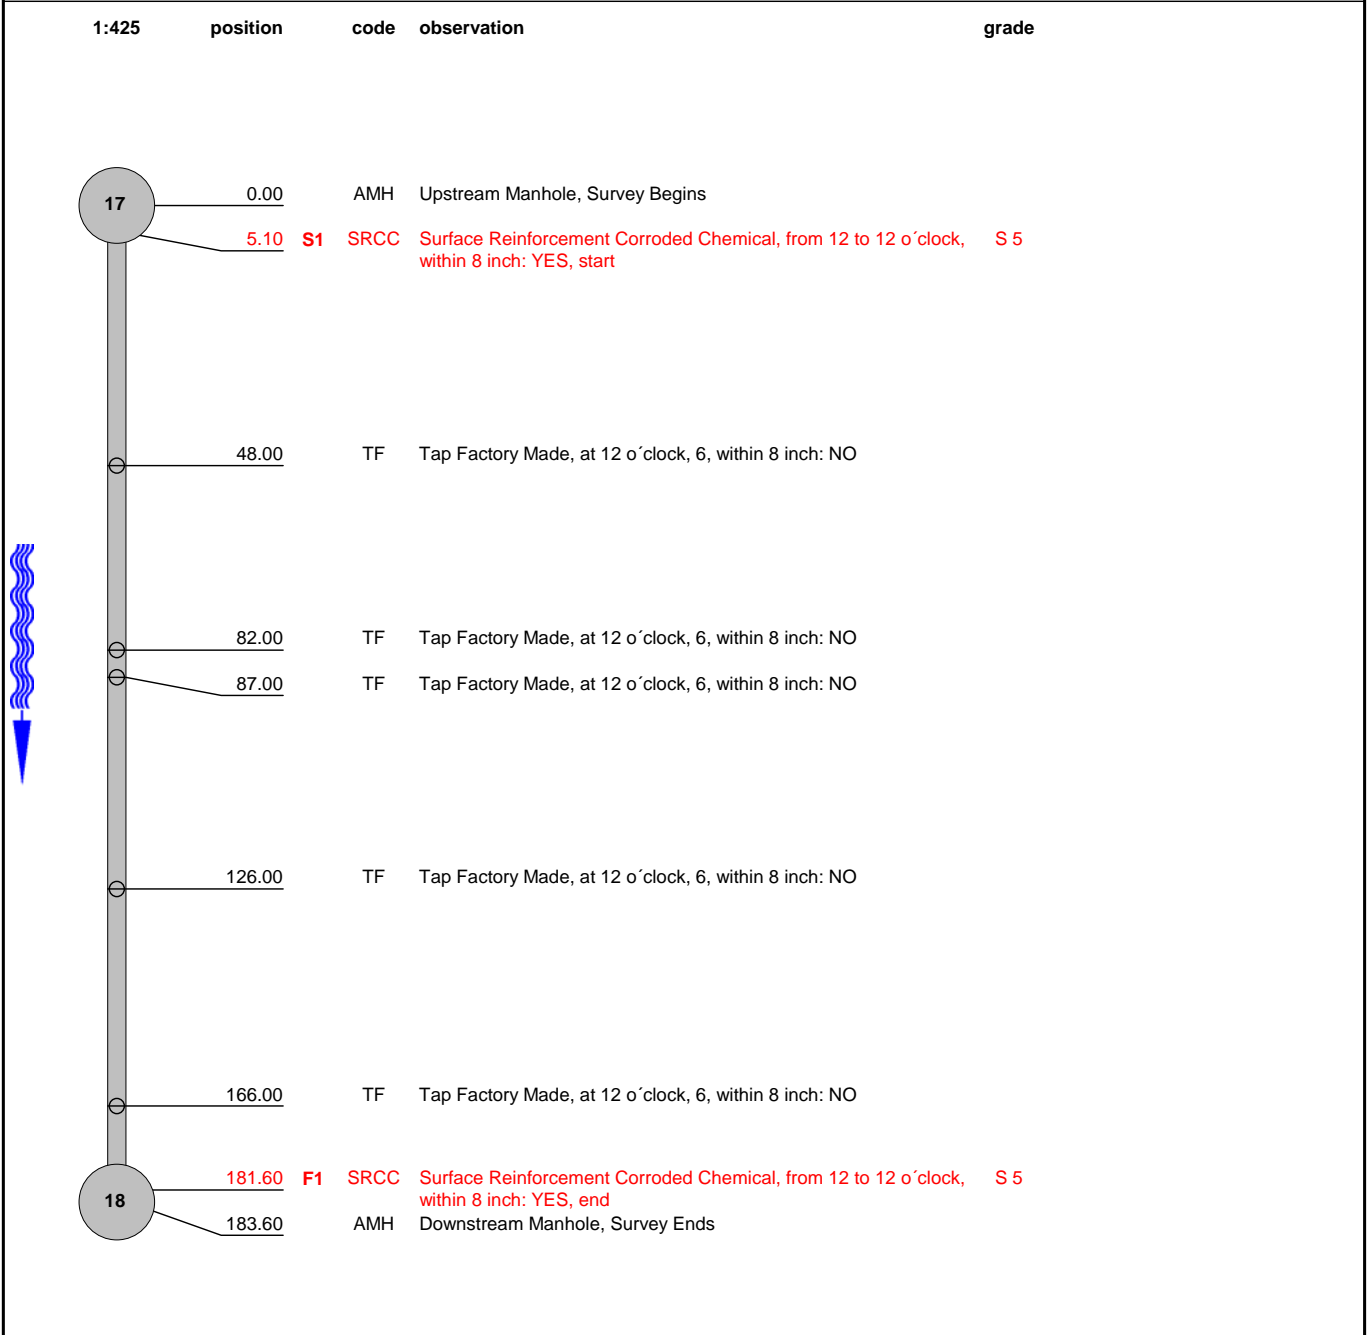 1:425 position code observation grade
17
0.00 AMH Upstream Manhole, Survey Begins
5.10 S1 SRCC Surface Reinforcement Corroded Chemical, from 12 to 12 o´clock, S 5
within 8 inch: YES, start
48.00 TF Tap Factory Made, at 12 o´clock, 6, within 8 inch: NO
82.00 TF Tap Factory Made, at 12 o´clock, 6, within 8 inch: NO
87.00 TF Tap Factory Made, at 12 o´clock, 6, within 8 inch: NO
126.00 TF Tap Factory Made, at 12 o´clock, 6, within 8 inch: NO
166.00 TF Tap Factory Made, at 12 o´clock, 6, within 8 inch: NO
181.60 F1 SRCC Surface Reinforcement Corroded Chemical, from 12 to 12 o´clock, S 5
within 8 inch: YES, end
18
183.60 AMH Downstream Manhole, Survey Ends